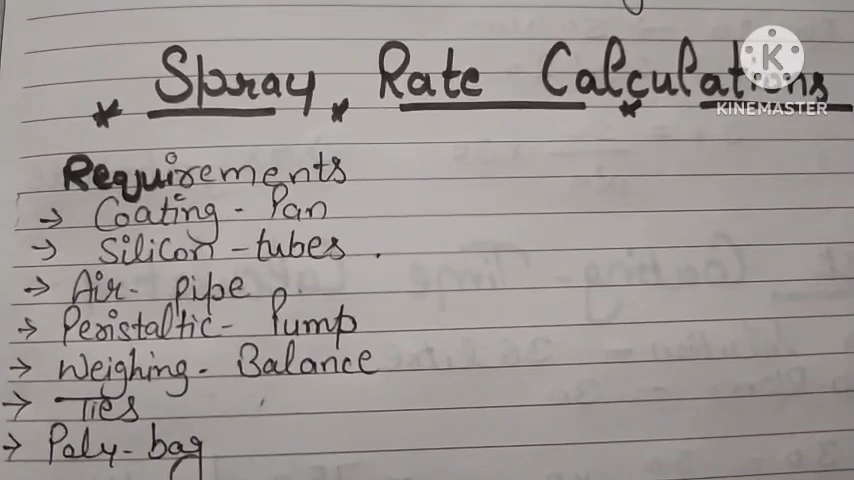 Spray Rate Calculations
K
KINEMASTER
Requirements
→ Coating - Pan
→ Silicon - tubes.
→ Air - pipe
→ Peristaltic - Pump
→ Weighing - Balance
→ Ties
→ Poly - bag